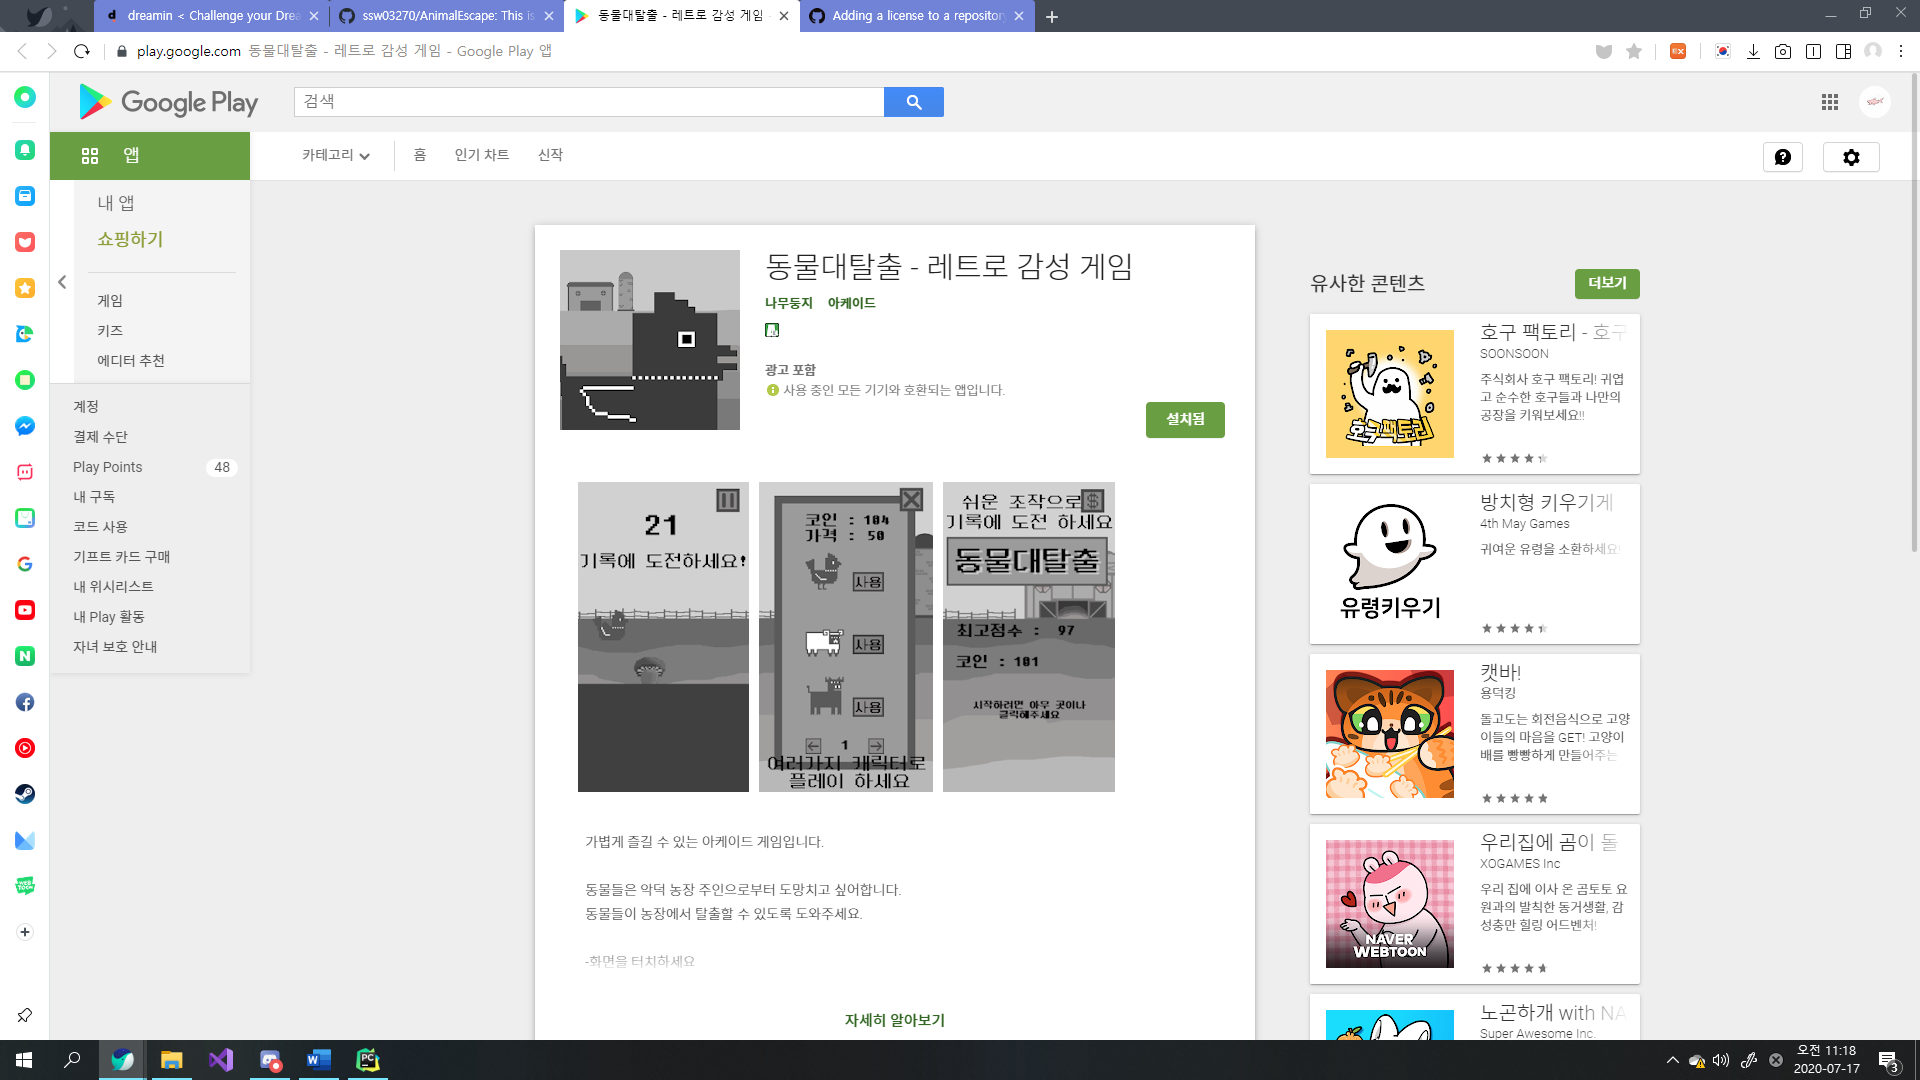 dreamin < Challenge your Drea
ssw03270/AnimalEscape: This is
동물대탈출 - 레트로 감성 게임 -
Adding a license to a repository
play.google.com 동물대탈출 - 레트로 감성 게임 - Google Play 앱
Google Play
검색
앱
카테고리
홈
인기 차트
신작
내 앱
쇼핑하기
게임
키즈
에디터 추천
계정
결제 수단
Play Points 48
내 구독
코드 사용
기프트 카드 구매
내 위시리스트
내 Play 활동
자녀 보호 안내
동물대탈출 - 레트로 감성 게임
나무둥지 아케이드
광고 포함
사용 중인 모든 기기와 호환되는 앱입니다.
설치됨
21
기록에 도전하세요!
코인 : 104
가격 : 50
사용
사용
사용
1
여러가지 캐릭터로
플레이 하세요
쉬운 조작으로
기록에 도전 하세요
동물대탈출
최고점수 : 97
코인 : 101
시작하려면 아무 곳이나
클릭해주세요
가볍게 즐길 수 있는 아케이드 게임입니다.
동물들은 악덕 농장 주인으로부터 도망치고 싶어합니다.
동물들이 농장에서 탈출할 수 있도록 도와주세요.
-화면을 터치하세요
자세히 알아보기
유사한 콘텐츠
더보기
호구 팩토리 - 호구
SOONSOON
주식회사 호구 팩토리! 귀엽
고 순수한 호구들과 나만의
공장을 키워보세요!!
호구팩토리
방치형 키우기게
4th May Games
귀여운 유령을 소환하세요!
유령키우기
캣바!
용덕킹
돌고도는 회전음식으로 고양
이들의 마음을 GET! 고양이
배를 빵빵하게 만들어주는
우리집에 곰이 돌
XOGAMES Inc
우리 집에 이사 온 곰토토 요
원과의 발칙한 동거생활, 감
성충만 힐링 어드벤처!
NAVER
WEBTOON
노곤하개 with NA
Super Awesome Inc.
오전 11:18
2020-07-17
3